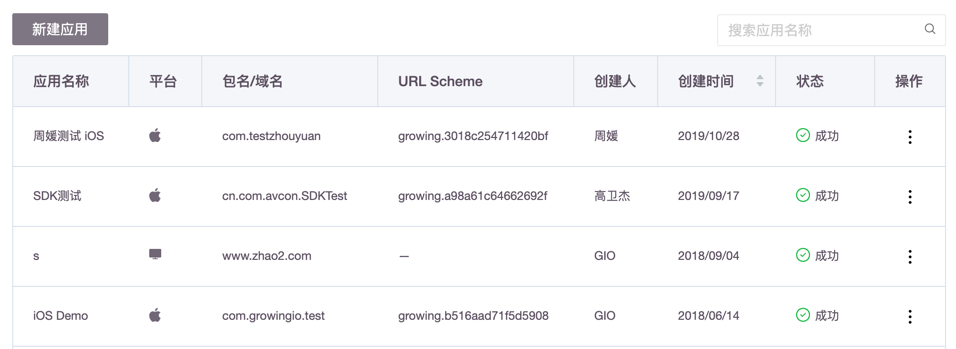 新建应用
搜索应用名称
应用名称 平台 包名/域名 URL Scheme 创建人 创建时间 状态 操作
周媛测试 iOS com.testzhouyuan growing.3018c254711420bf 周媛 2019/10/28 成功
SDK测试 cn.com.avcon.SDKTest growing.a98a61c64662692f 高卫杰 2019/09/17 成功
s www.zhao2.com — GIO 2018/09/04 成功
iOS Demo com.growingio.test growing.b516aad71f5d5908 GIO 2018/06/14 成功